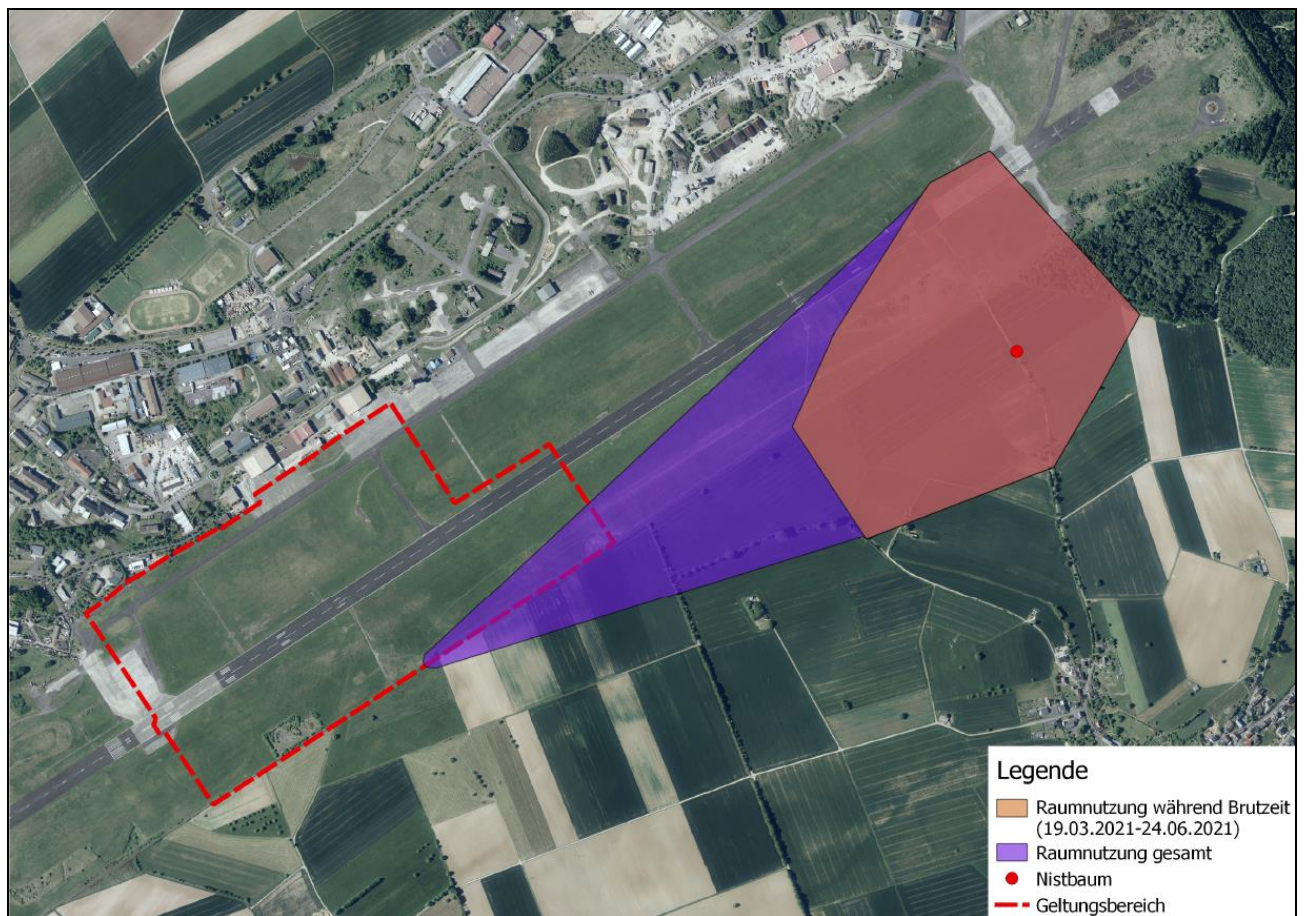 Legende
Raumnutzung während Brutzeit
(19.03.2021-24.06.2021)
Raumnutzung gesamt
Nistbaum
Geltungsbereich